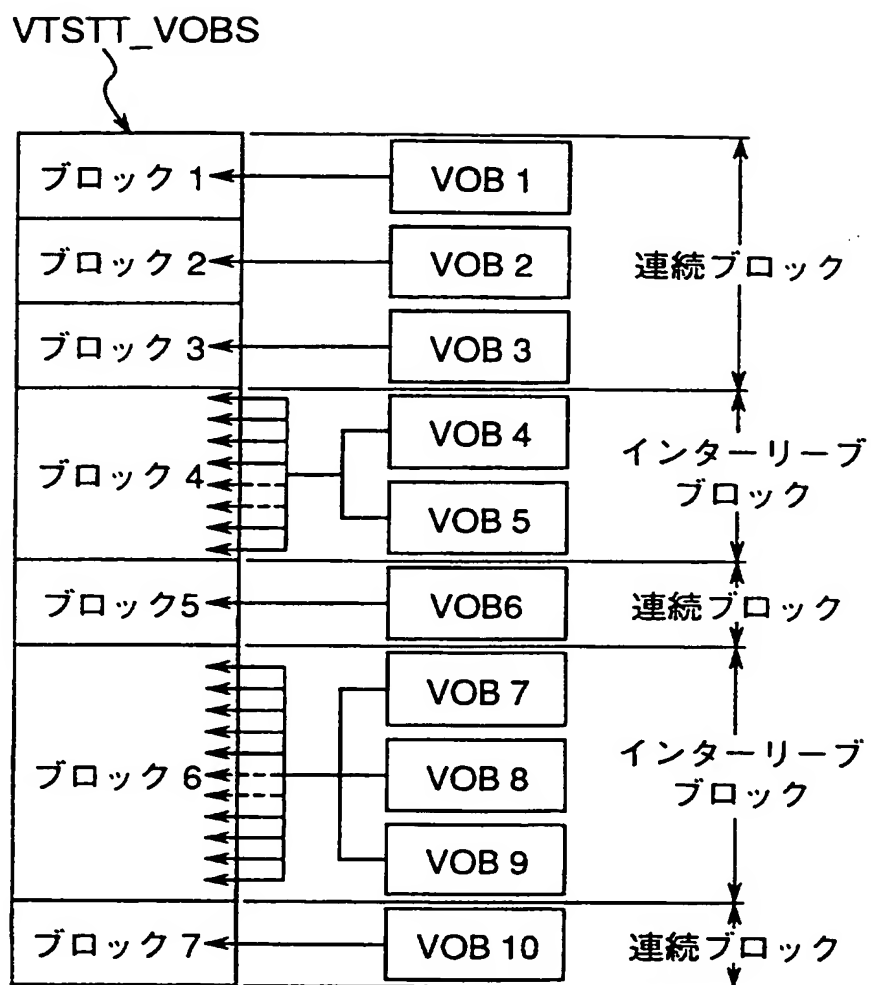 VTSTT_VOBS
ブロック 1
VOB 1
ブロック 2
VOB 2
連続ブロック
ブロック 3
VOB 3
ブロック 4
VOB 4
VOB 5
インターリーブ
ブロック
ブロック5
VOB6
連続ブロック
ブロック 6
VOB 7
VOB 8
VOB 9
インターリーブ
ブロック
ブロック 7
VOB 10
連続ブロック